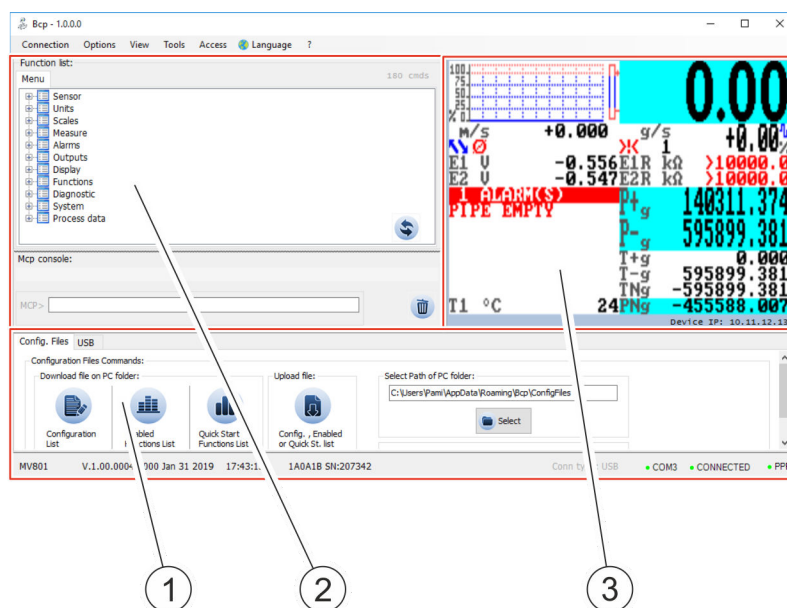 Bcp - 1.0.0.0
Connection Options View Tools Access Language ?
Function list:
Menu
180 cmds
Sensor
Units
Scales
Measure
Alarms
Outputs
Display
Functions
Diagnostic
System
Process data
Mcp console:
MCP>
100.
75.
50.
25.
% 0.
0.00
m/s +0.000 g/s +0.00
1
E1 V -0.556 E1R kΩ >10000.0
E2 V -0.547 E2R kΩ >10000.0
1 ALARM(S)
PIPE EMPTY
P+g 140311.374
P-g 595899.381
T+g 0.000
T-g 595899.381
TNg -595899.381
T1 °C 24 PNg -455588.007
Device IP: 10.11.12.13
Config. Files USB
Configuration Files Commands:
Download file on PC folder: Upload file: Select Path of PC folder:
C:\Users\Pami\AppData\Roaming\Bcp\ConfigFiles
Select
Configuration List
Functions List
Quick Start Functions List
Config. , Enabled or Quick St. list
MV801 V.1.00.000 000 Jan 31 2019 17:43:1 1A0A1B SN:207342 Conn USB COM3 CONNECTED
1 2 3